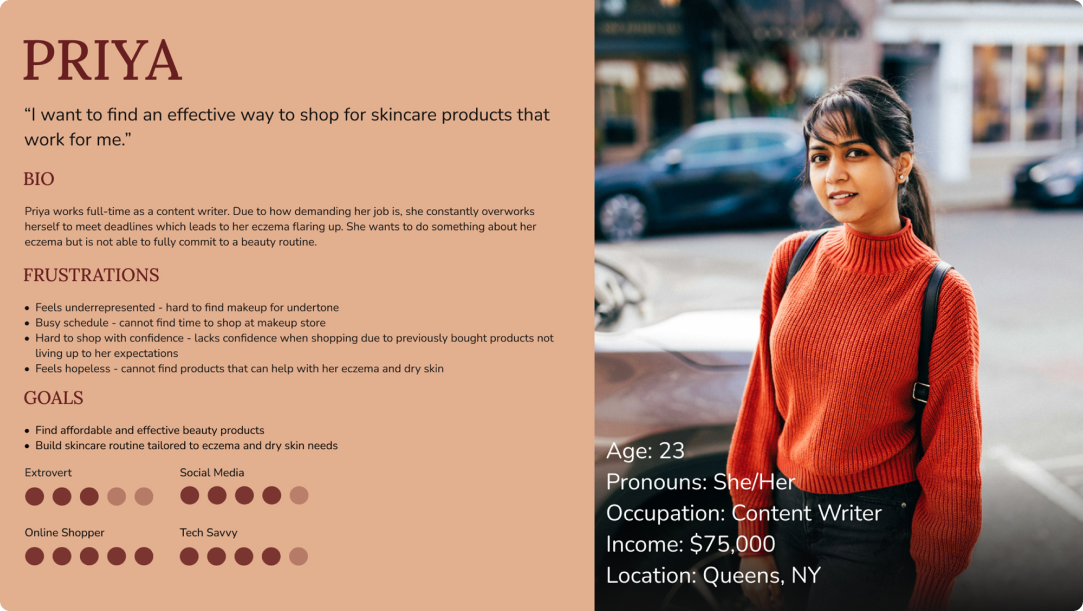 PRIYA
“I want to find an effective way to shop for skincare products that
work for me.”
BIO
Priya works full-time as a content writer. Due to how demanding her job is, she constantly overworks
herself to meet deadlines which leads to her eczema flaring up. She wants to do something about her
eczema but is not able to fully commit to a beauty routine.
FRUSTRATIONS
• Feels underrepresented - hard to find makeup for undertone
• Busy schedule - cannot find time to shop at makeup store
• Hard to shop with confidence - lacks confidence when shopping due to previously bought products not
living up to her expectations
• Feels hopeless - cannot find products that can help with her eczema and dry skin
GOALS
• Find affordable and effective beauty products
• Build skincare routine tailored to eczema and dry skin needs
Extrovert
Social Media
Online Shopper
Tech Savvy
Age: 23
Pronouns: She/Her
Occupation: Content Writer
Income: $75,000
Location: Queens, NY